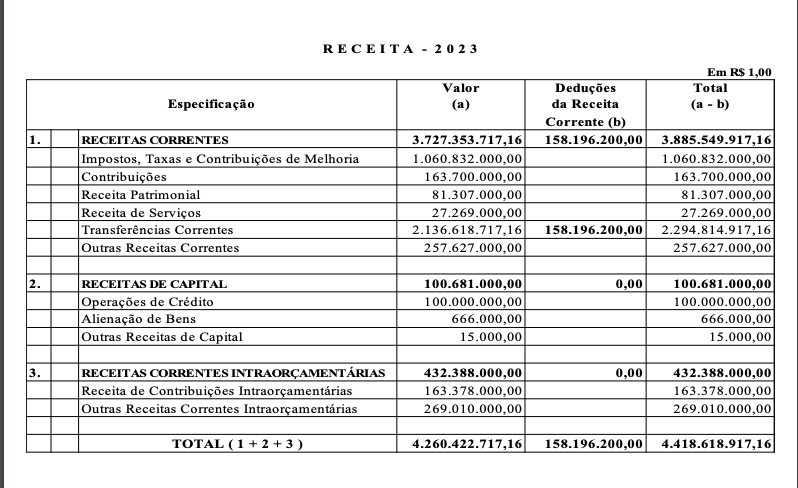 RECEITA - 2023
Em R$ 1,00
Especificação Valor (a) Deduções da Receita Corrente (b) Total (a - b)
1. RECEITAS CORRENTES 3.727.353.717,16 158.196.200,00 3.885.549.917,16
Impostos, Taxas e Contribuições de Melhoria 1.060.832.000,00 1.060.832.000,00
Contribuições 163.700.000,00 163.700.000,00
Receita Patrimonial 81.307.000,00 81.307.000,00
Receita de Serviços 27.269.000,00 27.269.000,00
Transferências Correntes 2.136.618.717,16 158.196.200,00 2.294.814.917,16
Outras Receitas Correntes 257.627.000,00 257.627.000,00
2. RECEITAS DE CAPITAL 100.681.000,00 0,00 100.681.000,00
Operações de Crédito 100.000.000,00 100.000.000,00
Alienação de Bens 666.000,00 666.000,00
Outras Receitas de Capital 15.000,00 15.000,00
3. RECEITAS CORRENTES INTRAORÇAMENTÁRIAS 432.388.000,00 0,00 432.388.000,00
Receita de Contribuições Intraorçamentárias 163.378.000,00 163.378.000,00
Outras Receitas Correntes Intraorçamentárias 269.010.000,00 269.010.000,00
TOTAL ( 1 + 2 + 3 ) 4.260.422.717,16 158.196.200,00 4.418.618.917,16